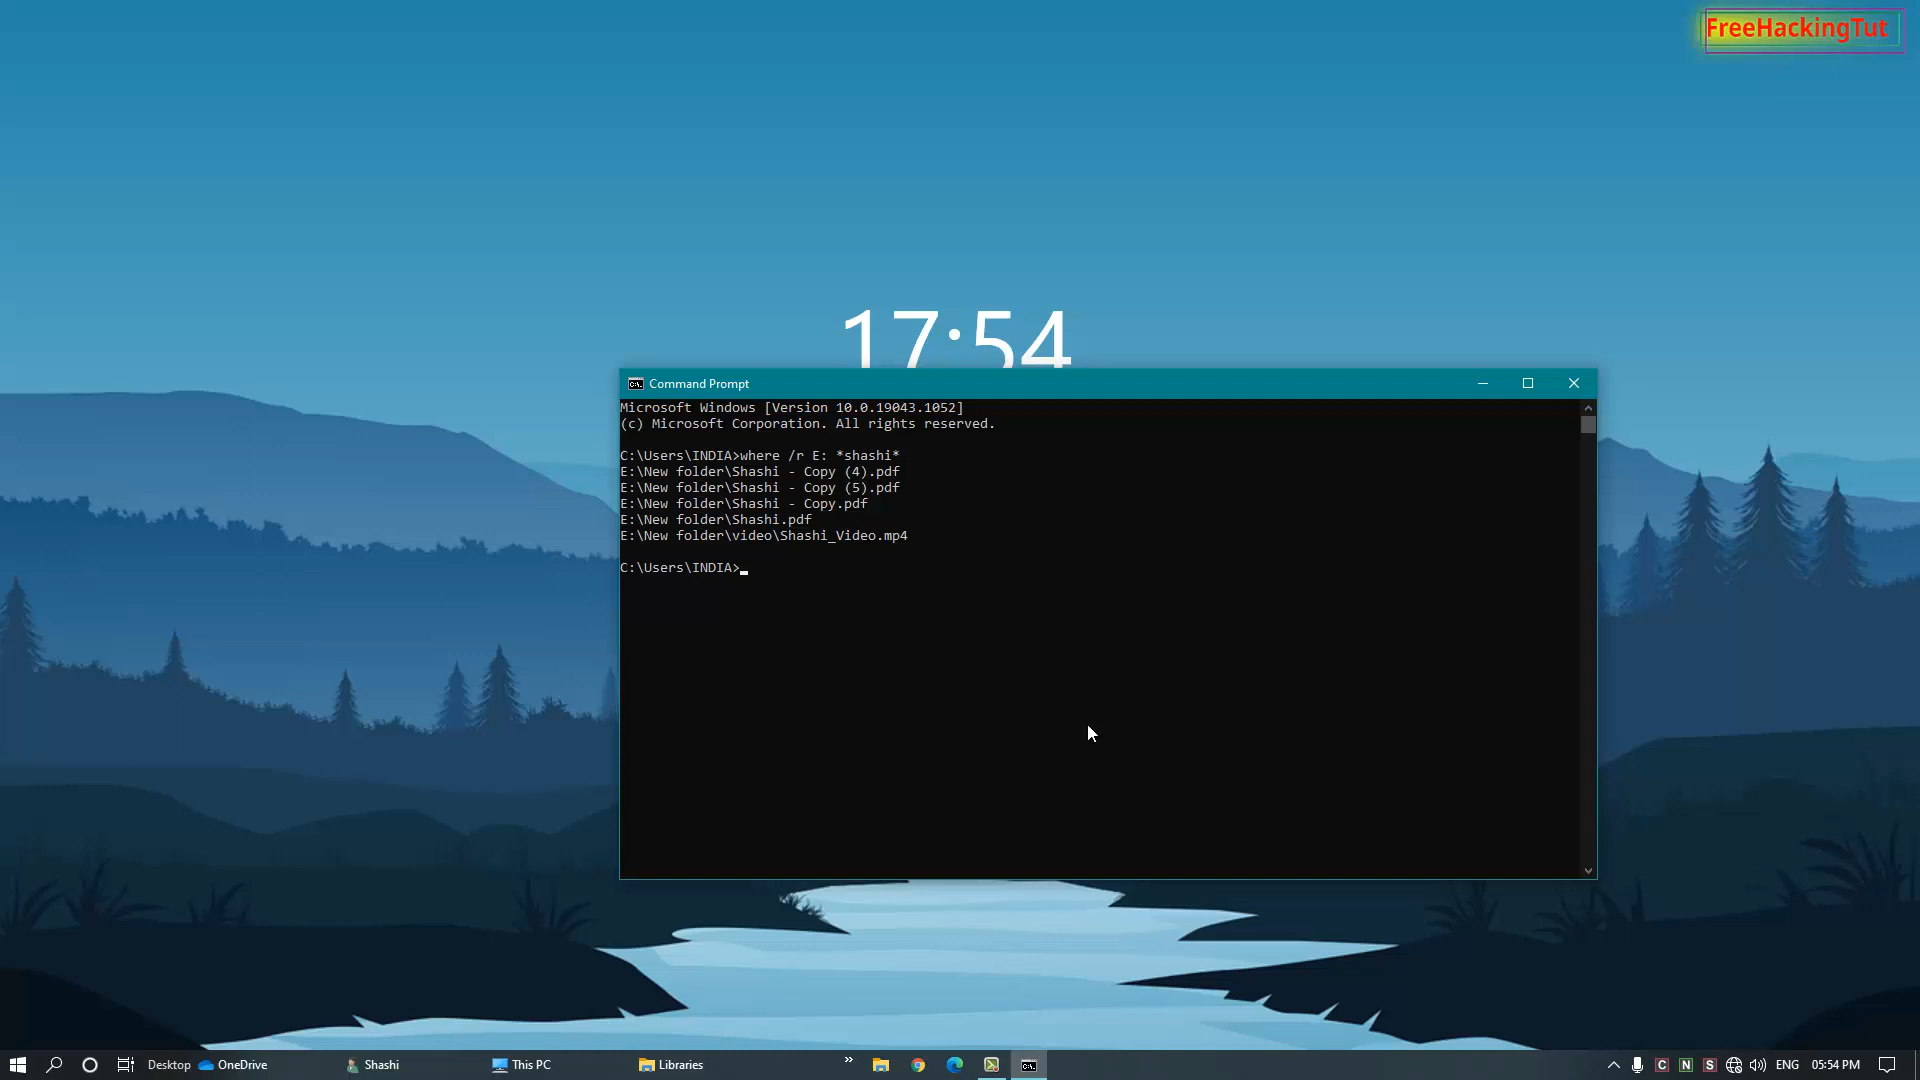 FreeHackingTut
17:54
Command Prompt
Microsoft Windows [Version 10.0.19043.1052]
(c) Microsoft Corporation. All rights reserved.
C:\Users\INDIA>where /r E: *shashi*
E:\New folder\Shashi - Copy (4).pdf
E:\New folder\Shashi - Copy (5).pdf
E:\New folder\Shashi - Copy.pdf
E:\New folder\Shashi.pdf
E:\New folder\video\Shashi_Video.mp4
C:\Users\INDIA>
Desktop OneDrive Shashi This PC Libraries » C N S ENG 05:54 PM